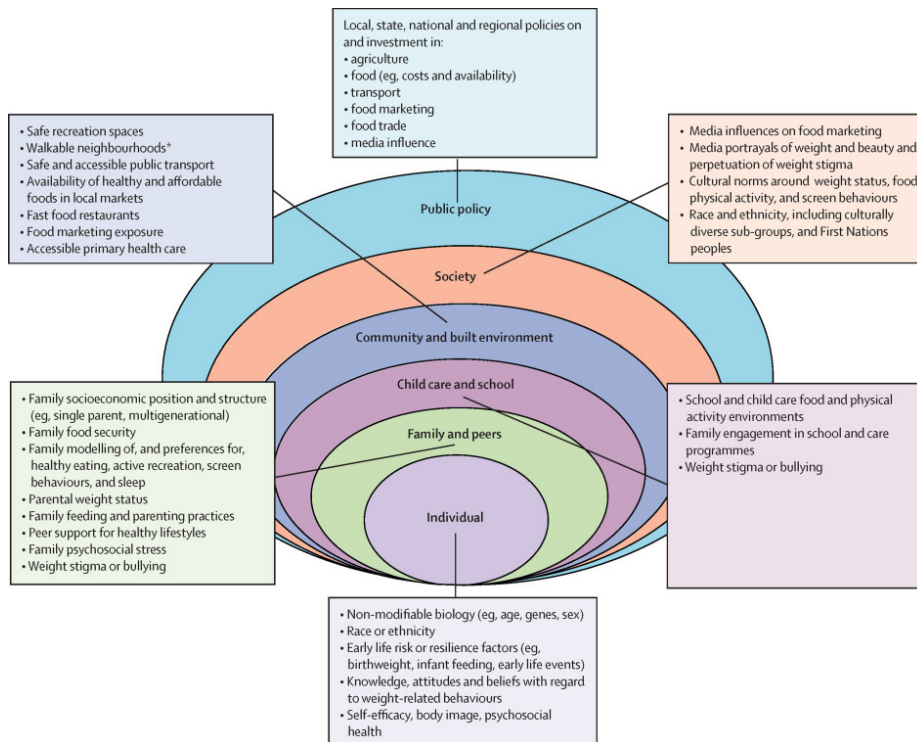 Local, state, national and regional policies on
and investment in:
• agriculture
• food (eg, costs and availability)
• transport
• food marketing
• food trade
• media influence
• Safe recreation spaces
• Walkable neighbourhoods*
• Safe and accessible public transport
• Availability of healthy and affordable
foods in local markets
• Fast food restaurants
• Food marketing exposure
• Accessible primary health care
• Media influences on food marketing
• Media portrayals of weight and beauty and
perpetuation of weight stigma
• Cultural norms around weight status, food,
physical activity, and screen behaviours
• Race and ethnicity, including culturally
diverse sub-groups, and First Nations
peoples
Public policy
Society
Community and built environment
Child care and school
Family and peers
Individual
• Family socioeconomic position and structure
(eg, single parent, multigenerational)
• Family food security
• Family modelling of, and preferences for,
healthy eating, active recreation, screen
behaviours, and sleep
• Parental weight status
• Family feeding and parenting practices
• Peer support for healthy lifestyles
• Family psychosocial stress
• Weight stigma or bullying
• School and child care food and physical
activity environments
• Family engagement in school and care
programmes
• Weight stigma or bullying
• Non-modifiable biology (eg, age, genes, sex)
• Race or ethnicity
• Early life risk or resilience factors (eg,
birthweight, infant feeding, early life events)
• Knowledge, attitudes and beliefs with regard
to weight-related behaviours
• Self-efficacy, body image, psychosocial
health